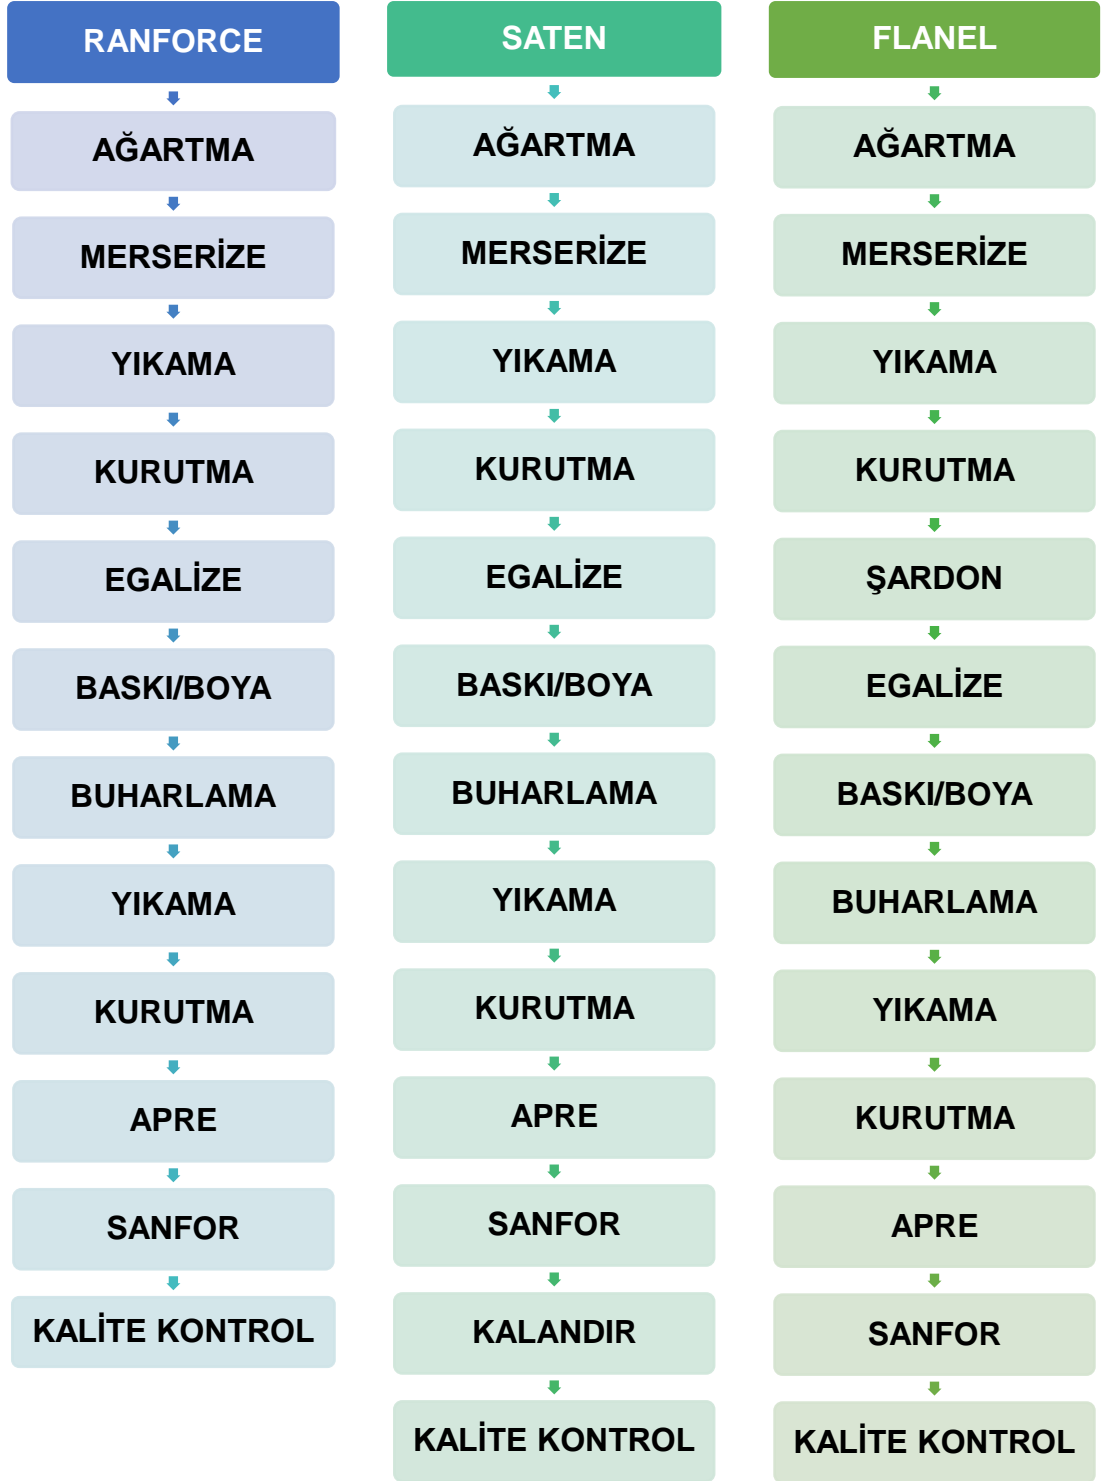 RANFORCE
AĞARTMA
MERSERİZE
YIKAMA
KURUTMA
EGALİZE
BASKI/BOYA
BUHARLAMA
YIKAMA
KURUTMA
APRE
SANFOR
KALİTE KONTROL
SATEN
AĞARTMA
MERSERİZE
YIKAMA
KURUTMA
EGALİZE
BASKI/BOYA
BUHARLAMA
YIKAMA
KURUTMA
APRE
SANFOR
KALANDIR
KALİTE KONTROL
FLANEL
AĞARTMA
MERSERİZE
YIKAMA
KURUTMA
ŞARDON
EGALİZE
BASKI/BOYA
BUHARLAMA
YIKAMA
KURUTMA
APRE
SANFOR
KALİTE KONTROL